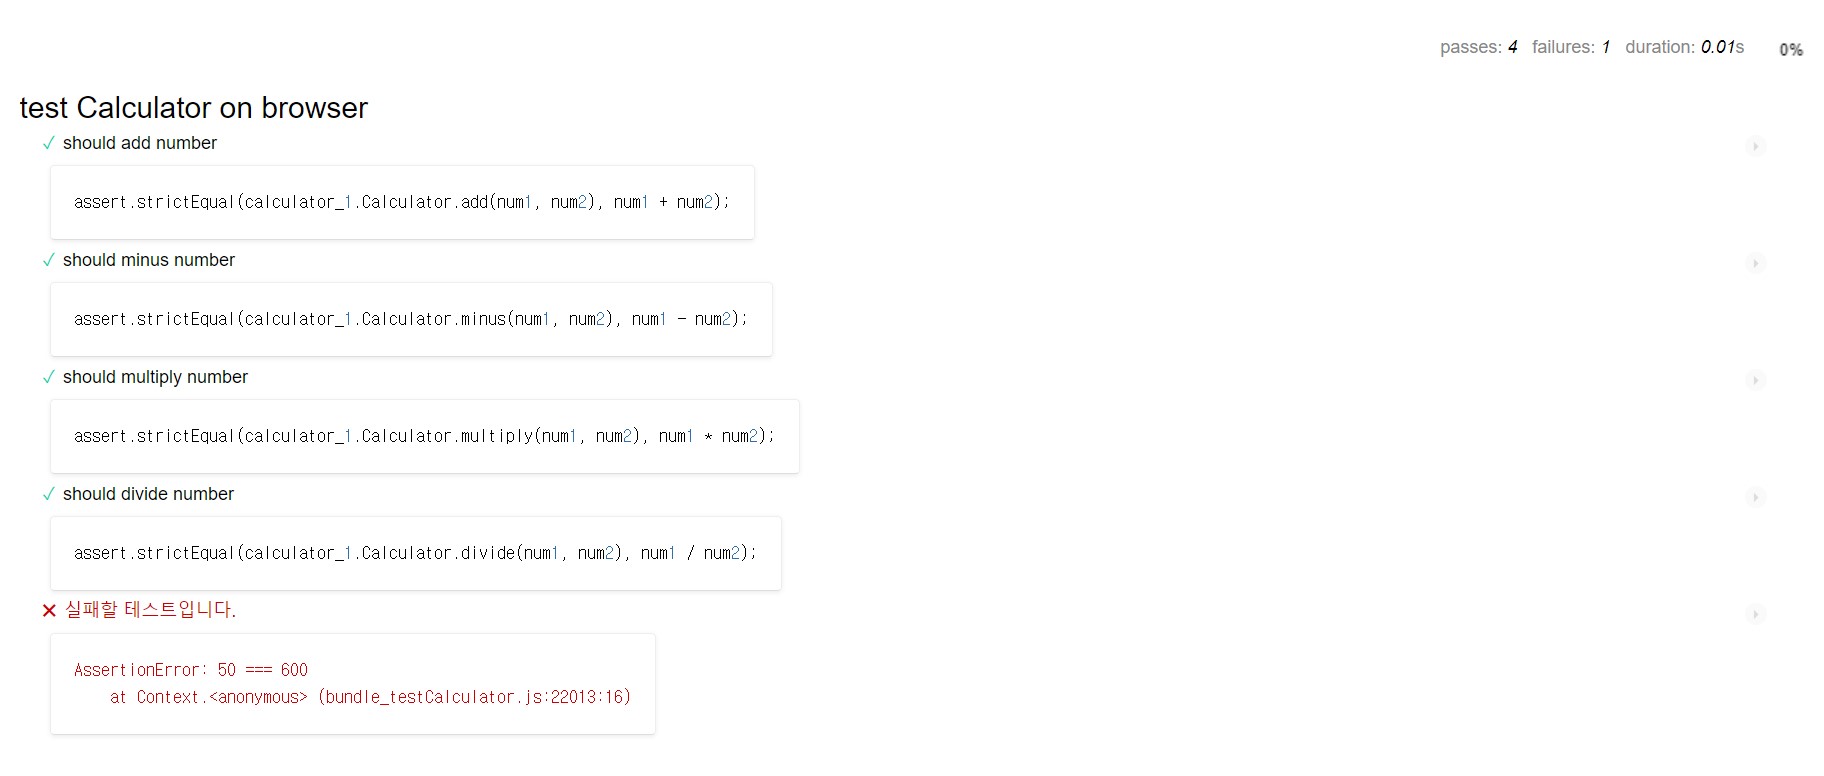 passes: 4 failures: 1 duration: 0.01s 0%
test Calculator on browser
✓ should add number
assert.strictEqual(calculator_1.Calculator.add(num1, num2), num1 + num2);
✓ should minus number
assert.strictEqual(calculator_1.Calculator.minus(num1, num2), num1 - num2);
✓ should multiply number
assert.strictEqual(calculator_1.Calculator.multiply(num1, num2), num1 * num2);
✓ should divide number
assert.strictEqual(calculator_1.Calculator.divide(num1, num2), num1 / num2);
✕ 실패할 테스트입니다.
AssertionError: 50 === 600
at Context.<anonymous> (bundle_testCalculator.js:22013:16)